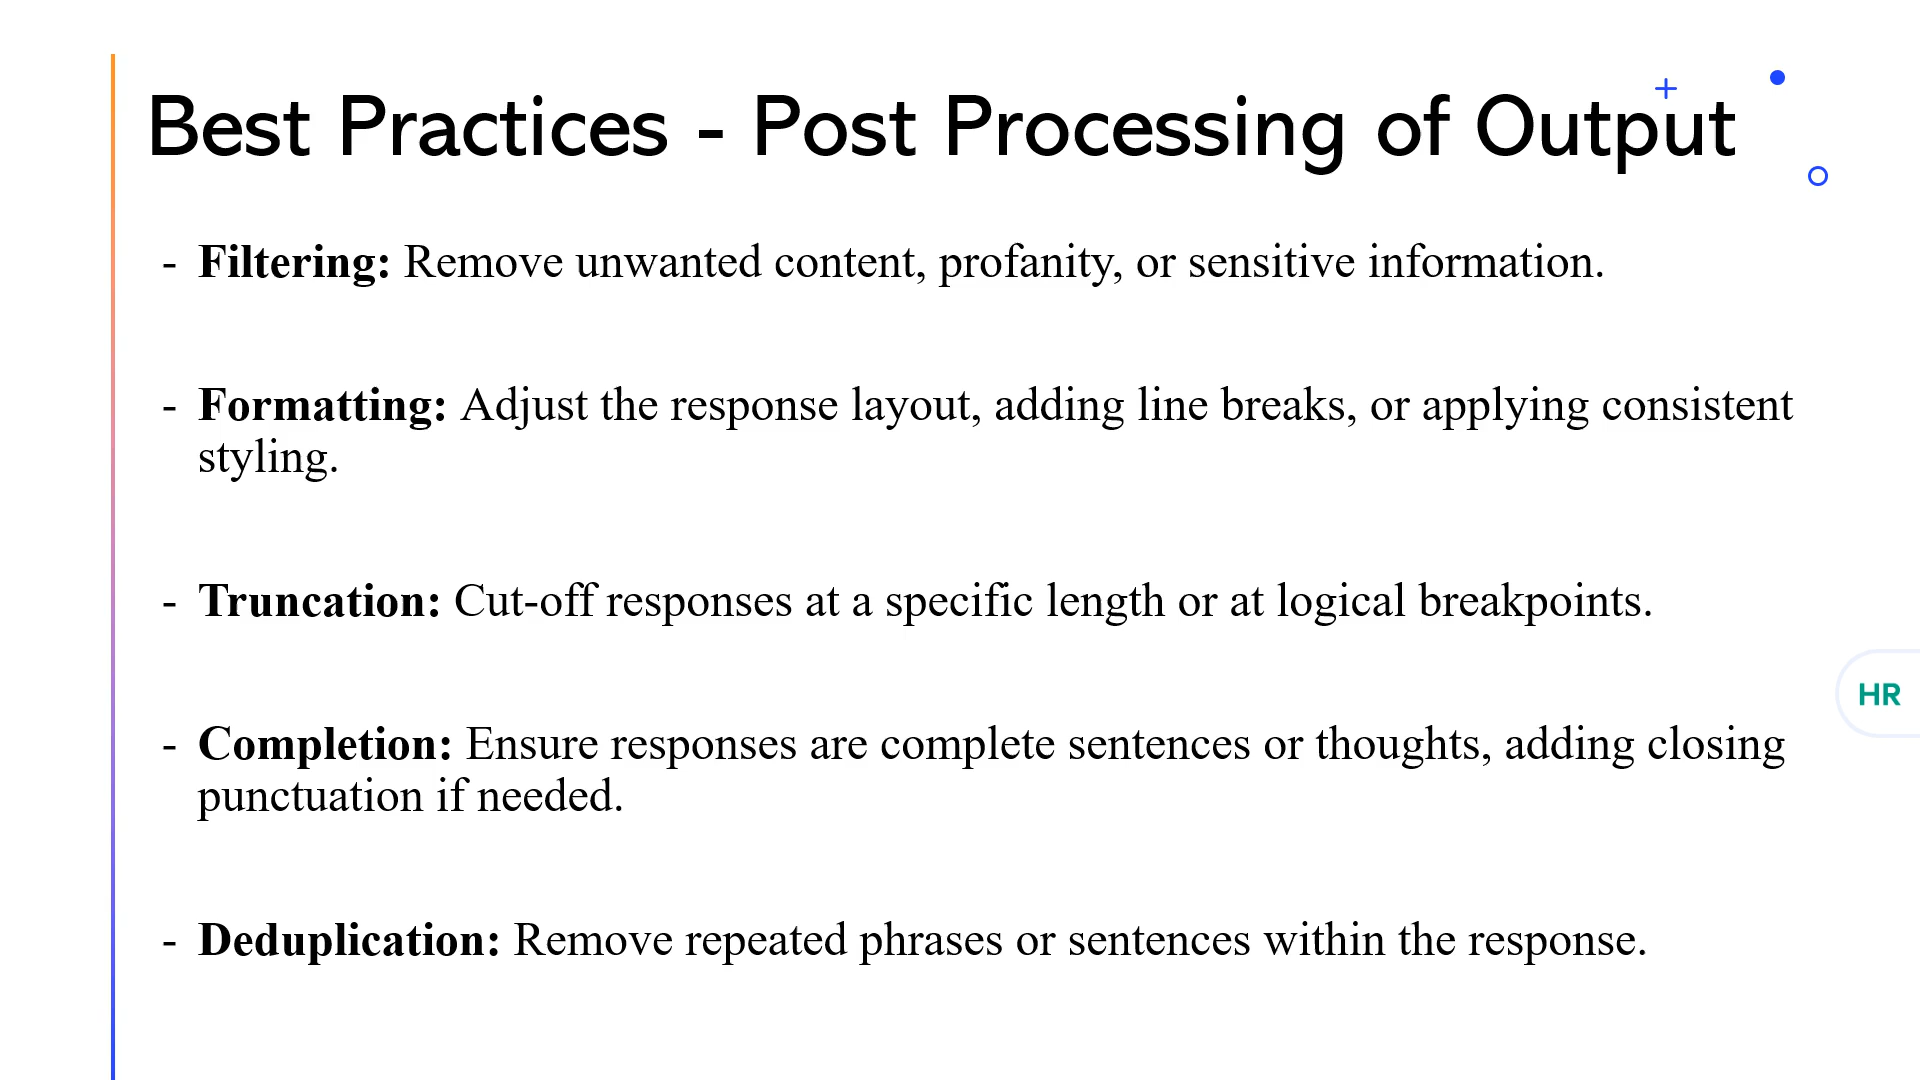 Best Practices - Post Processing of Output
- Filtering: Remove unwanted content, profanity, or sensitive information.
- Formatting: Adjust the response layout, adding line breaks, or applying consistent
styling.
- Truncation: Cut-off responses at a specific length or at logical breakpoints.
- Completion: Ensure responses are complete sentences or thoughts, adding closing
punctuation if needed.
- Deduplication: Remove repeated phrases or sentences within the response.
HR